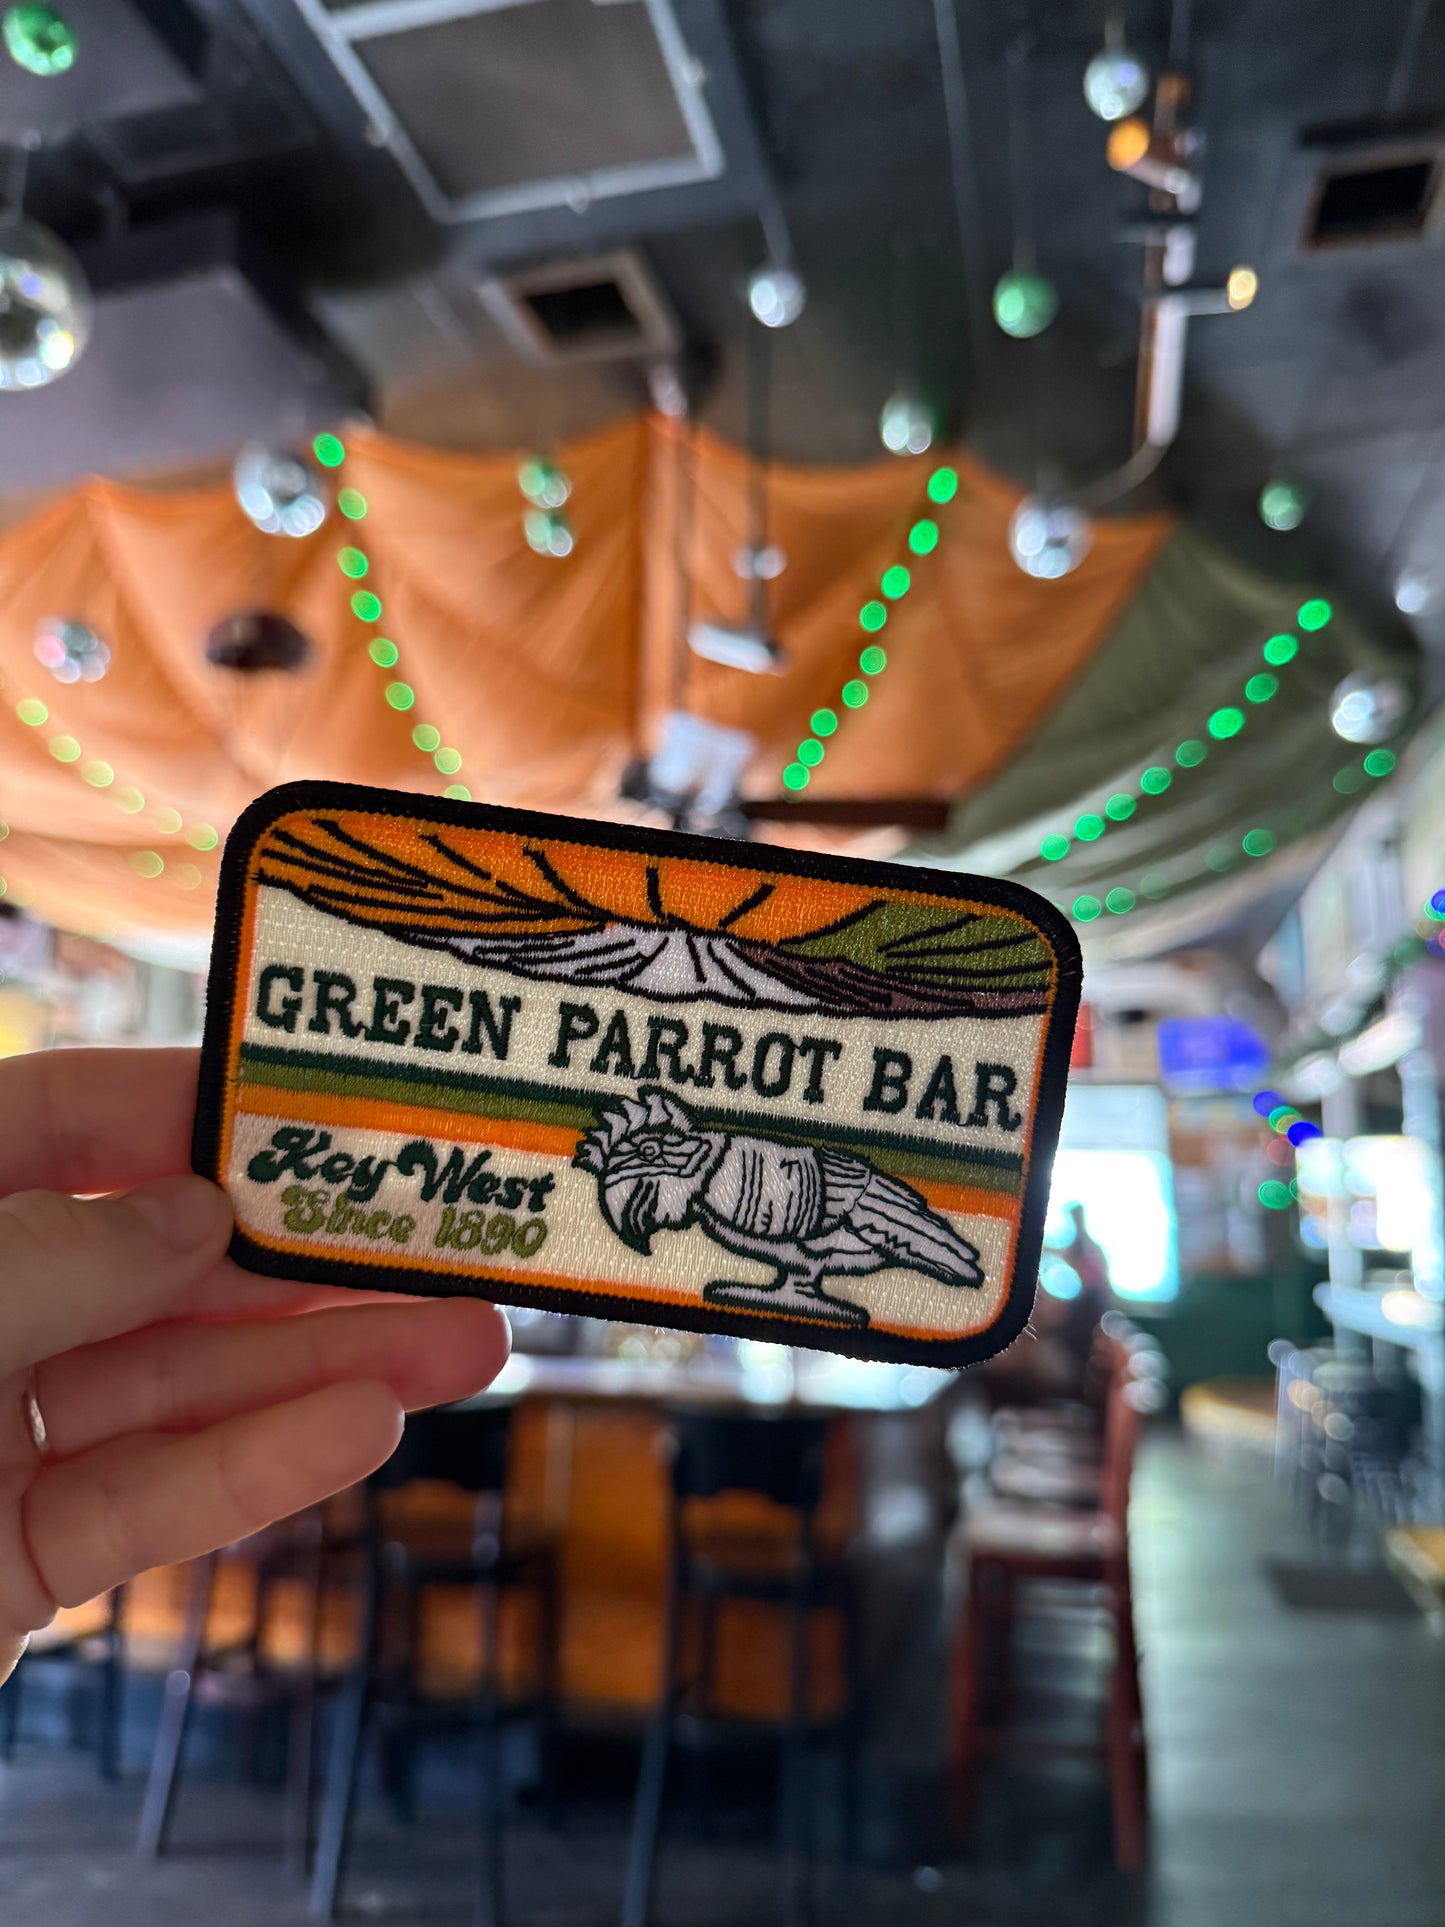 GREEN PARROT BAR
Key West
Since 1890